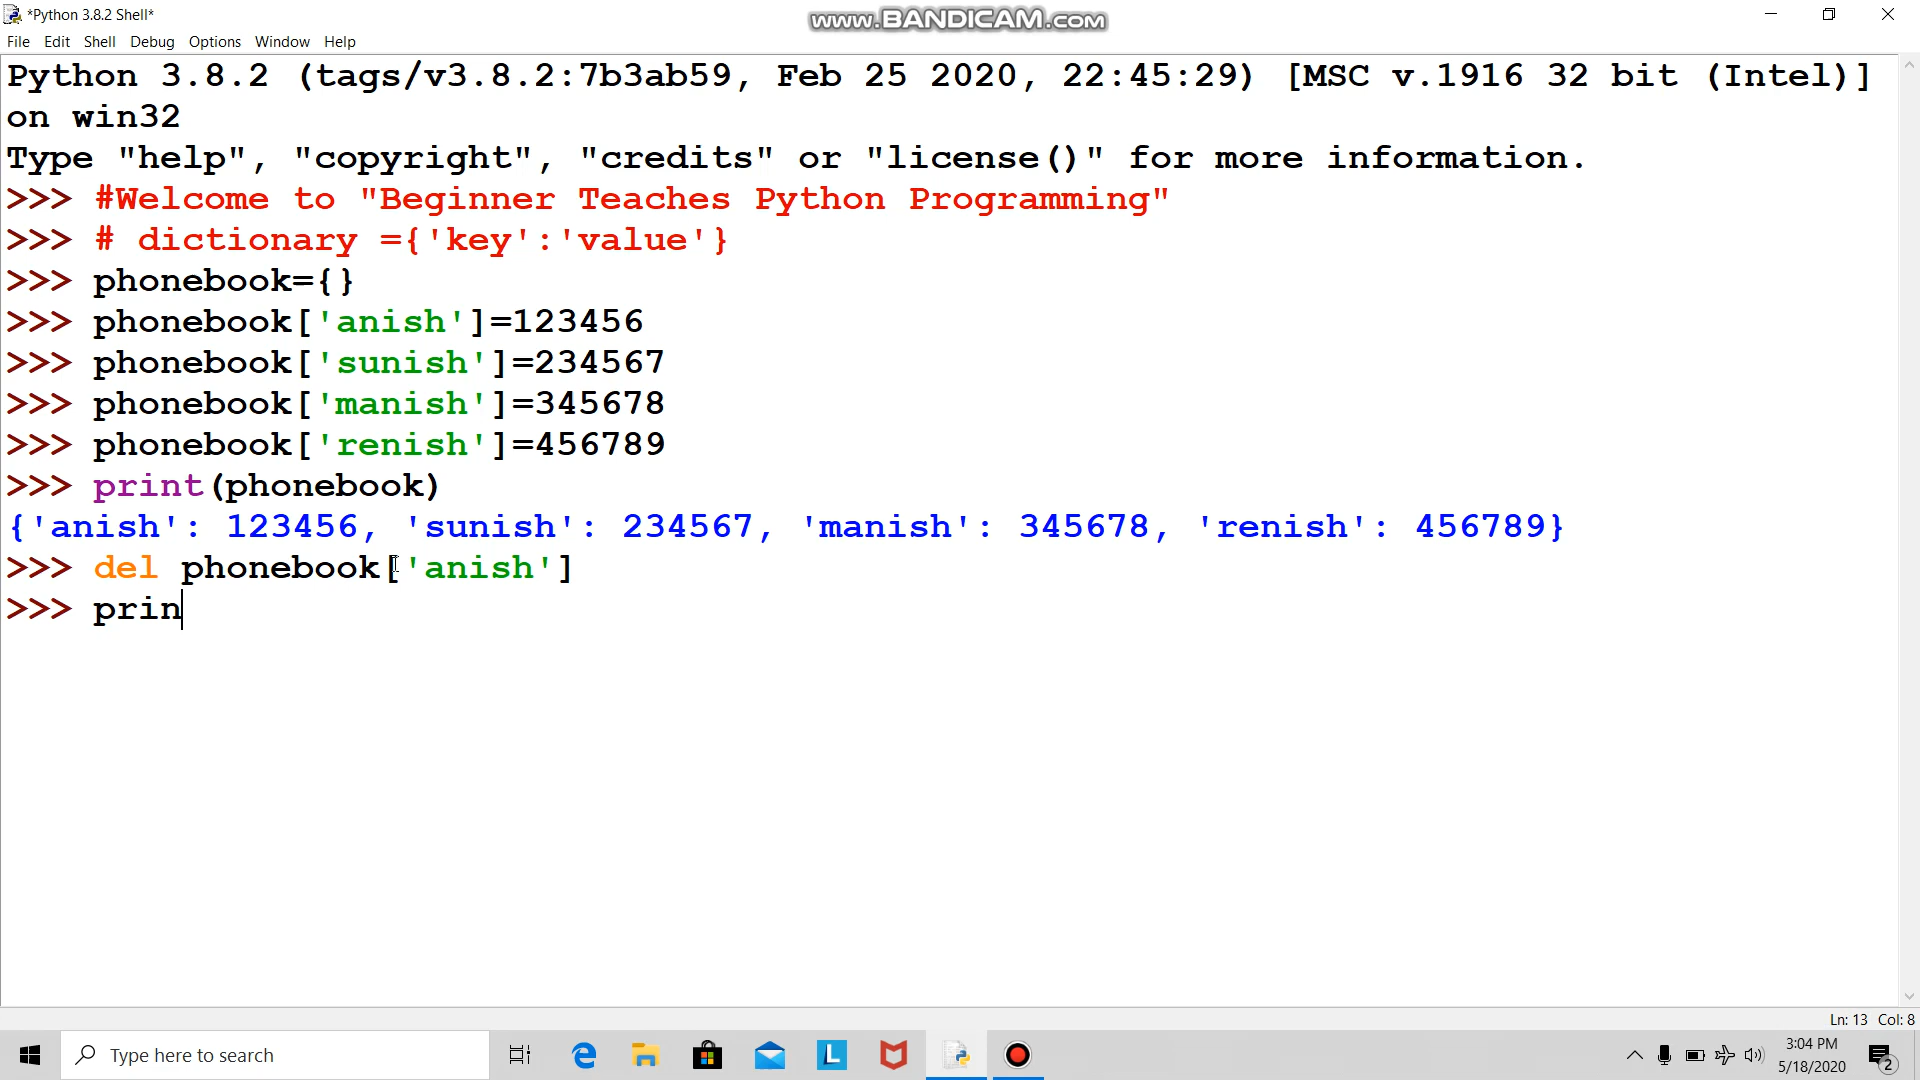 *Python 3.8.2 Shell*
www.BANDICAM.com
File Edit Shell Debug Options Window Help
Python 3.8.2 (tags/v3.8.2:7b3ab59, Feb 25 2020, 22:45:29) [MSC v.1916 32 bit (Intel)]
on win32
Type "help", "copyright", "credits" or "license()" for more information.
>>> #Welcome to "Beginner Teaches Python Programming"
>>> # dictionary ={'key':'value'}
>>> phonebook={}
>>> phonebook['anish']=123456
>>> phonebook['sunish']=234567
>>> phonebook['manish']=345678
>>> phonebook['renish']=456789
>>> print(phonebook)
{'anish': 123456, 'sunish': 234567, 'manish': 345678, 'renish': 456789}
>>> del phonebook['anish']
>>> prin
Ln: 13 Col: 8
Type here to search
L
3:04 PM
5/18/2020
2